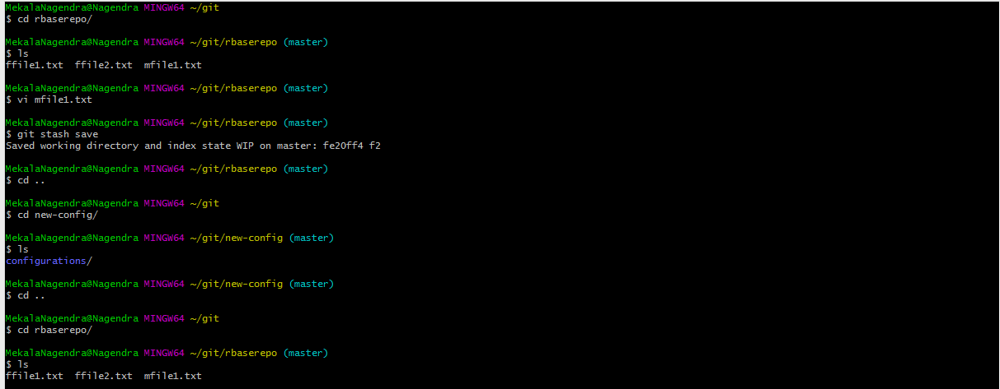 MekalaNagendra@Nagendra MINGW64 ~/git
$ cd rbaserepo/
MekalaNagendra@Nagendra MINGW64 ~/git/rbaserepo (master)
$ ls
ffile1.txt  ffile2.txt  mfile1.txt
MekalaNagendra@Nagendra MINGW64 ~/git/rbaserepo (master)
$ vi mfile1.txt
MekalaNagendra@Nagendra MINGW64 ~/git/rbaserepo (master)
$ git stash save
Saved working directory and index state WIP on master: fe20ff4 f2
MekalaNagendra@Nagendra MINGW64 ~/git/rbaserepo (master)
$ cd ..
MekalaNagendra@Nagendra MINGW64 ~/git
$ cd new-config/
MekalaNagendra@Nagendra MINGW64 ~/git/new-config (master)
$ ls
configurations/
MekalaNagendra@Nagendra MINGW64 ~/git/new-config (master)
$ cd ..
MekalaNagendra@Nagendra MINGW64 ~/git
$ cd rbaserepo/
MekalaNagendra@Nagendra MINGW64 ~/git/rbaserepo (master)
$ ls
ffile1.txt  ffile2.txt  mfile1.txt